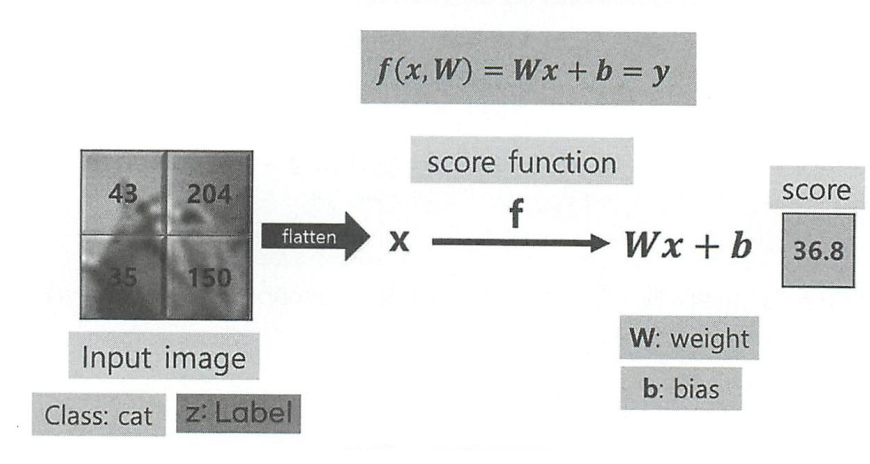 f(x, W) = Wx + b = y
score function
score
43 204
flatten
x
f
Wx + b
36.8
35 150
Input image
W: weight
b: bias
Class: cat
z: Label